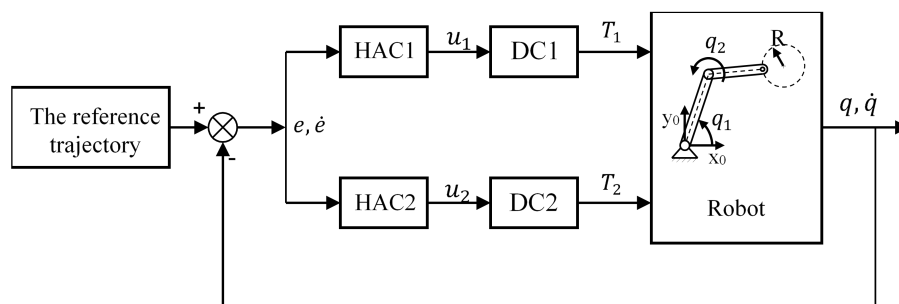 The reference
trajectory
+
-
e, ė
HAC1
u₁
DC1
T₁
HAC2
u₂
DC2
T₂
R
q₂
q₁
y₀
x₀
Robot
q, q̇